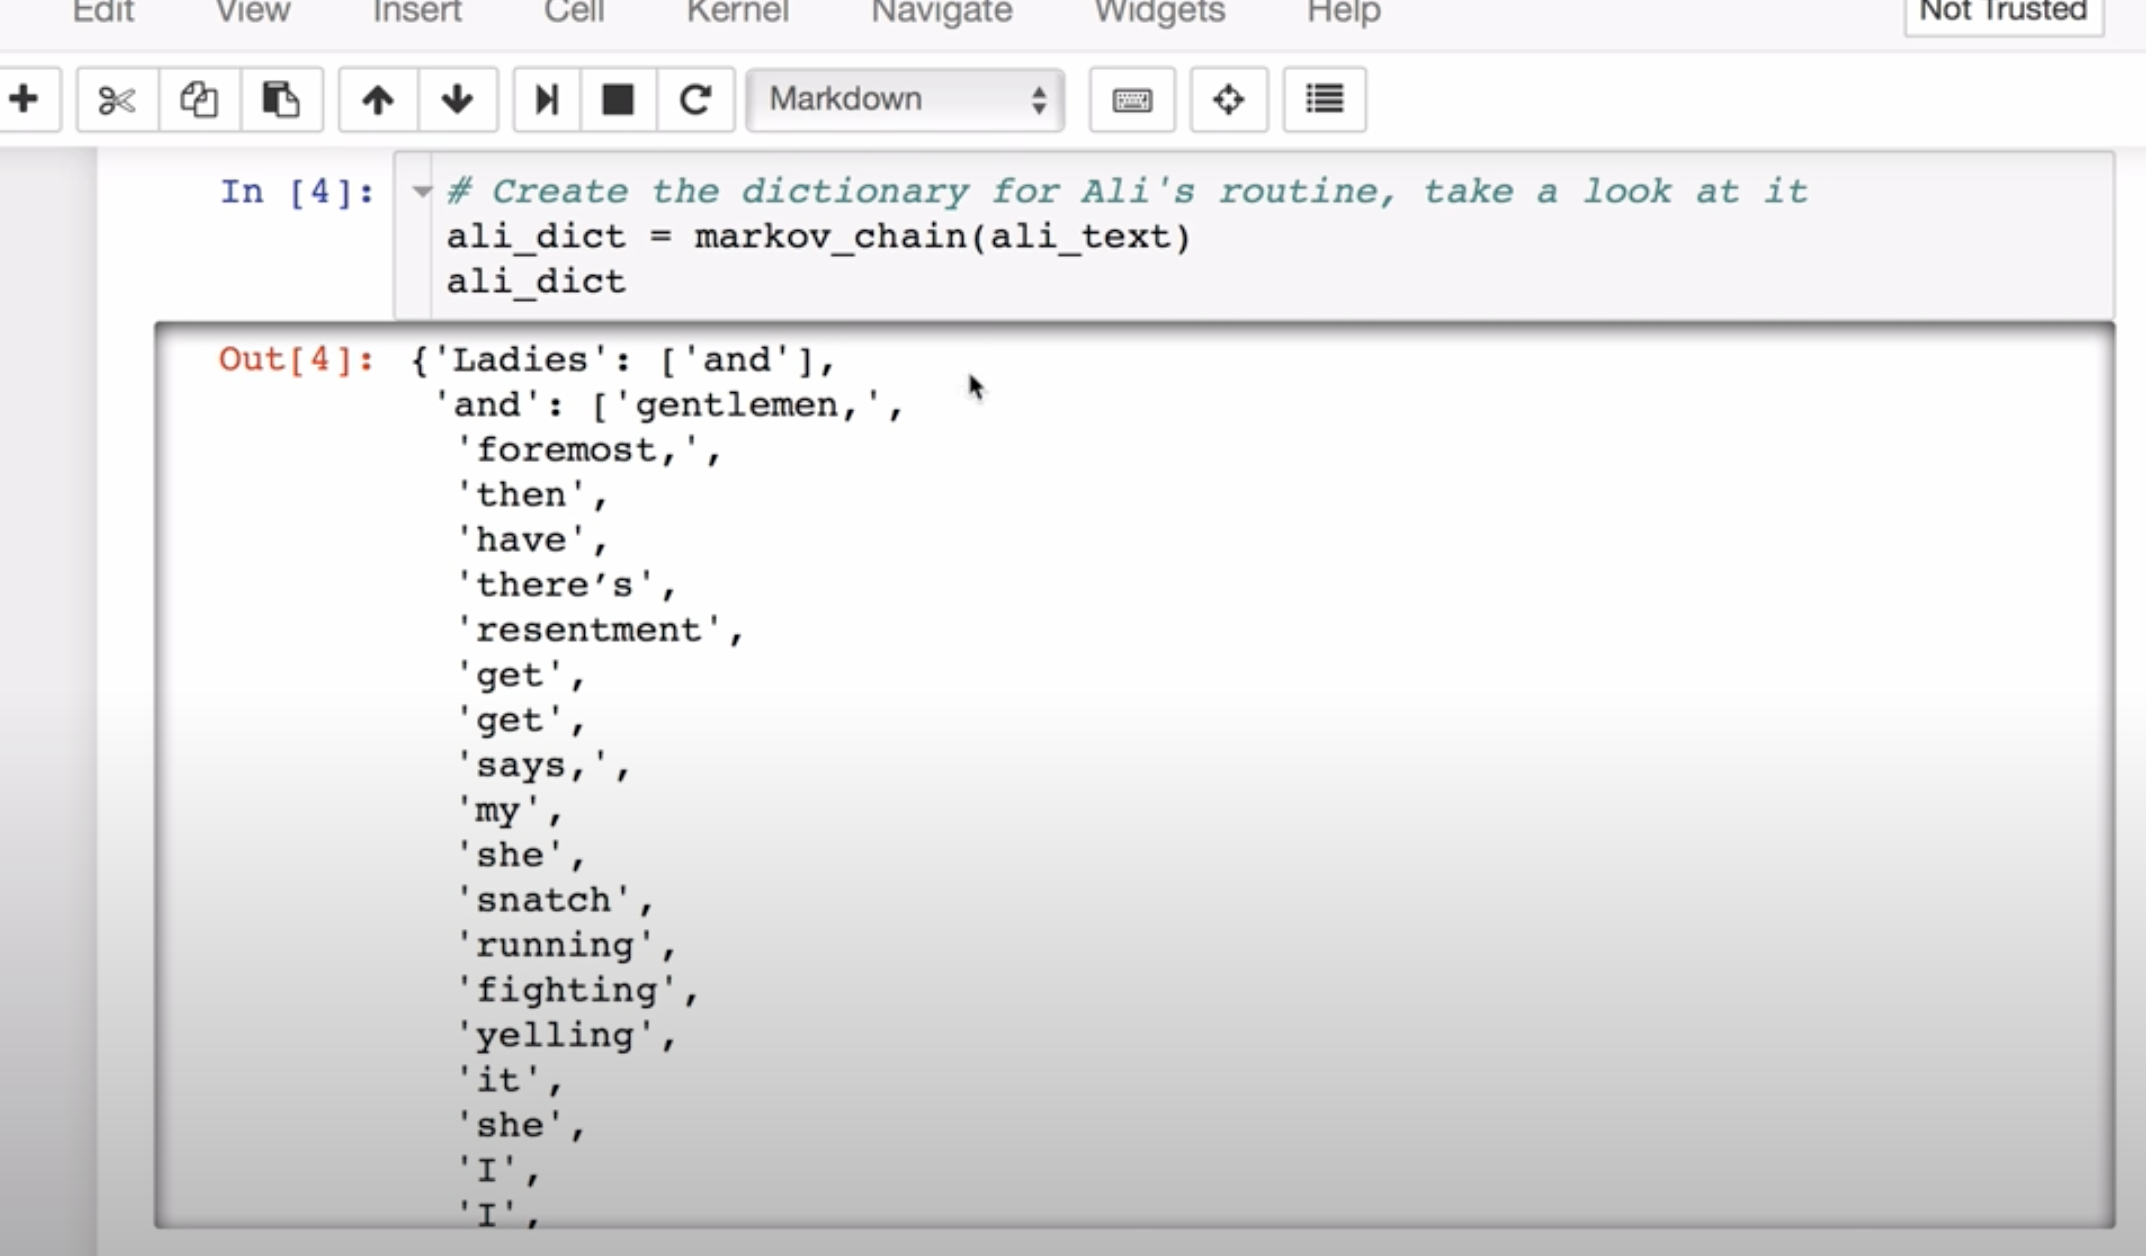 Edit View Insert Cell Kernel Navigate Widgets Help Not Trusted
Markdown
In [4]: # Create the dictionary for Ali's routine, take a look at it
ali_dict = markov_chain(ali_text)
ali_dict
Out[4]: {'Ladies': ['and'],
'and': ['gentlemen,',
'foremost,',
'then',
'have',
'there’s',
'resentment',
'get',
'get',
'says,',
'my',
'she',
'snatch',
'running',
'fighting',
'yelling',
'it',
'she',
'I',
'I',